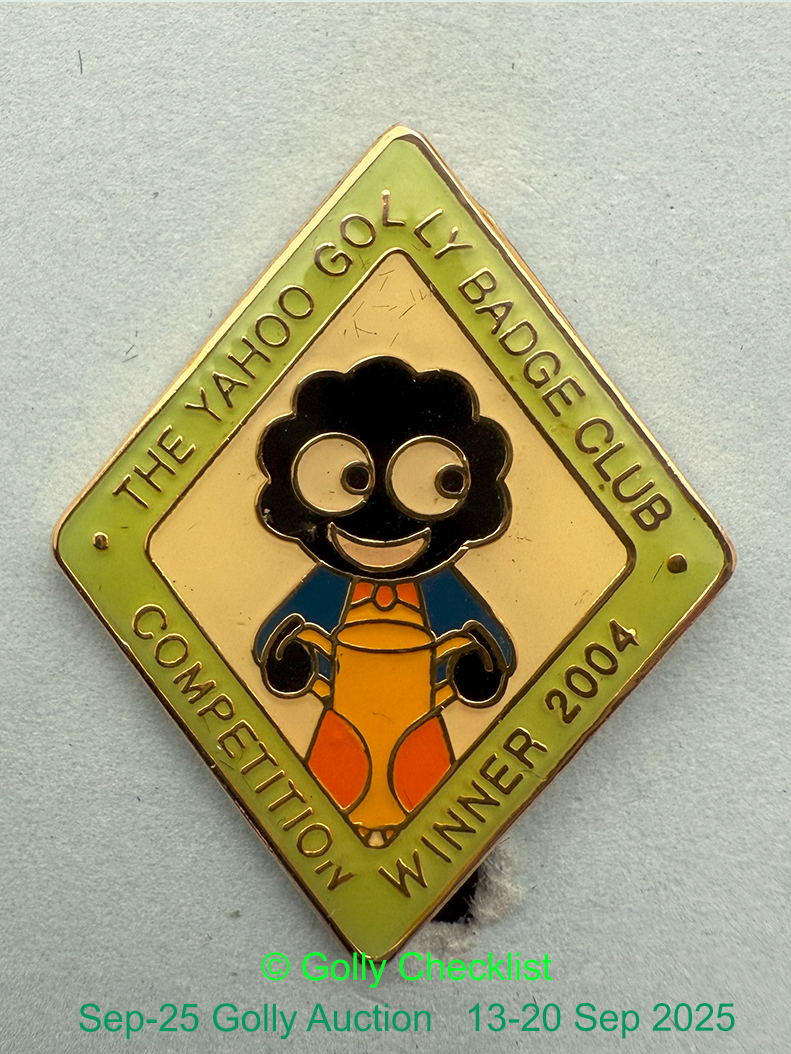 THE YAHOO GOLLY BADGE CLUB
COMPETITION WINNER 2004
© Golly Checklist
Sep-25 Golly Auction 13-20 Sep 2025